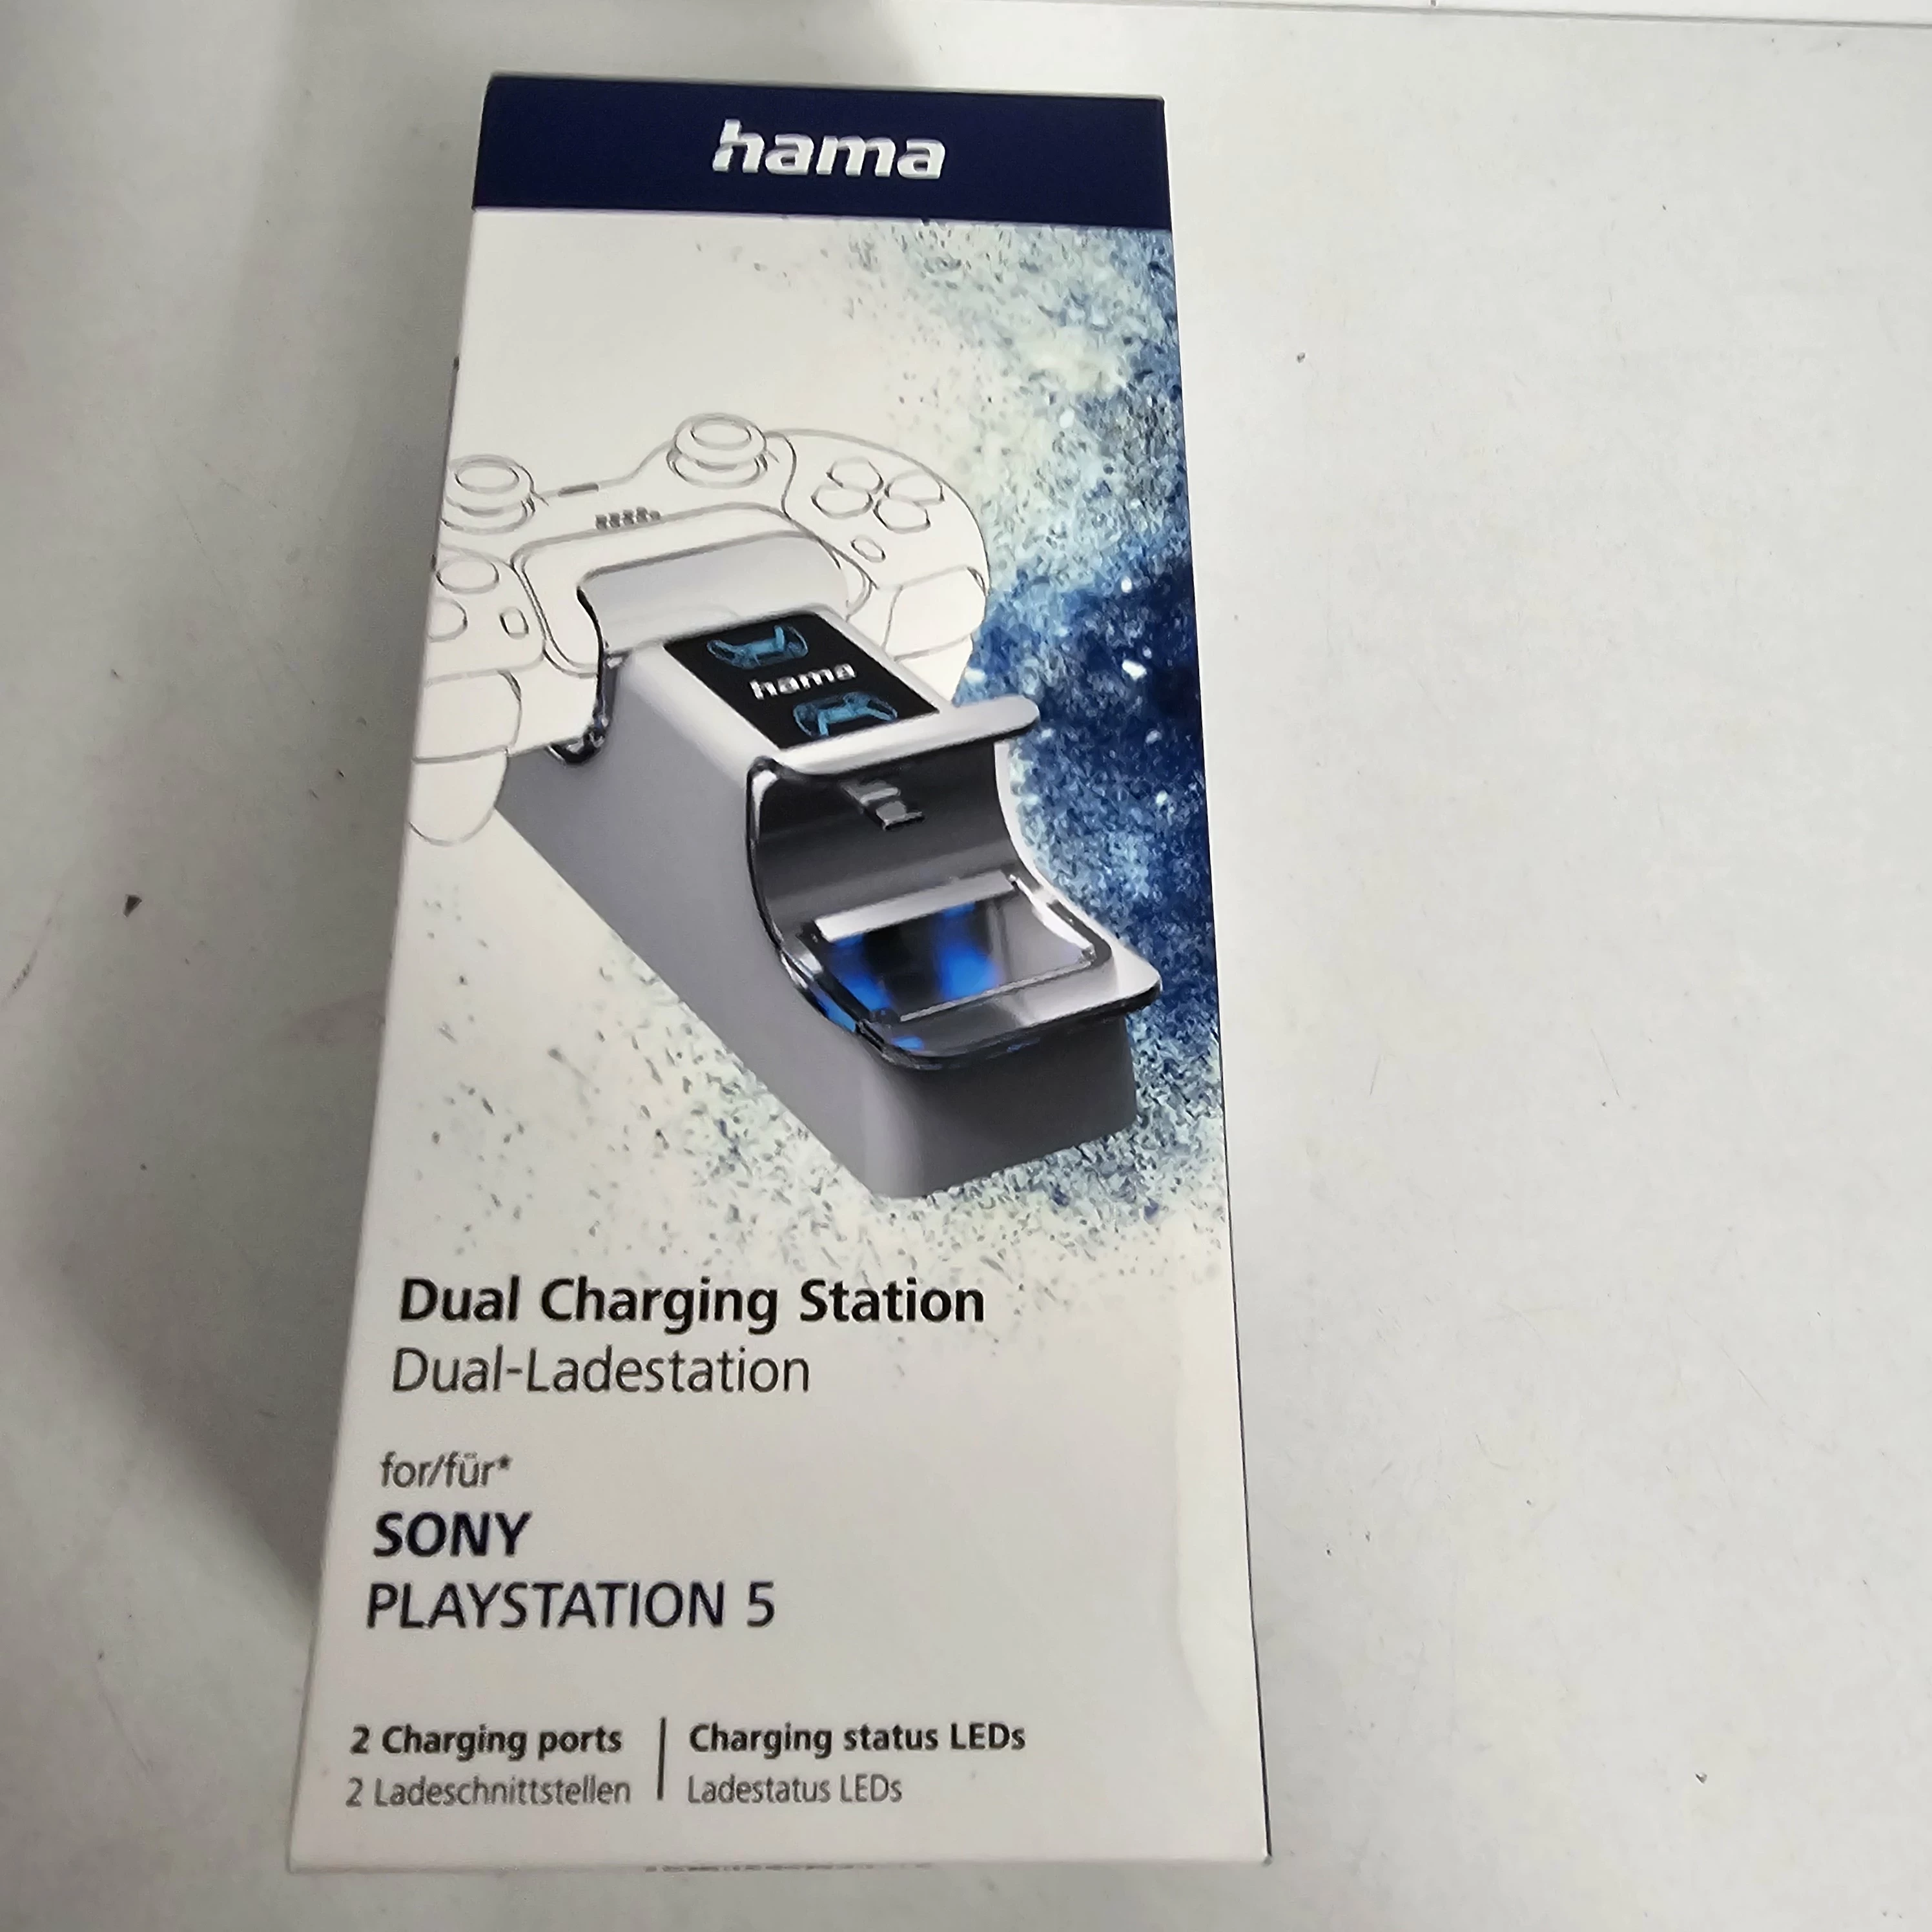 hama
hama
Dual Charging Station
Dual-Ladestation
for/für*
SONY
PLAYSTATION 5
2 Charging ports | Charging status LEDs
2 Ladeschnittstellen | Ladestatus LEDs